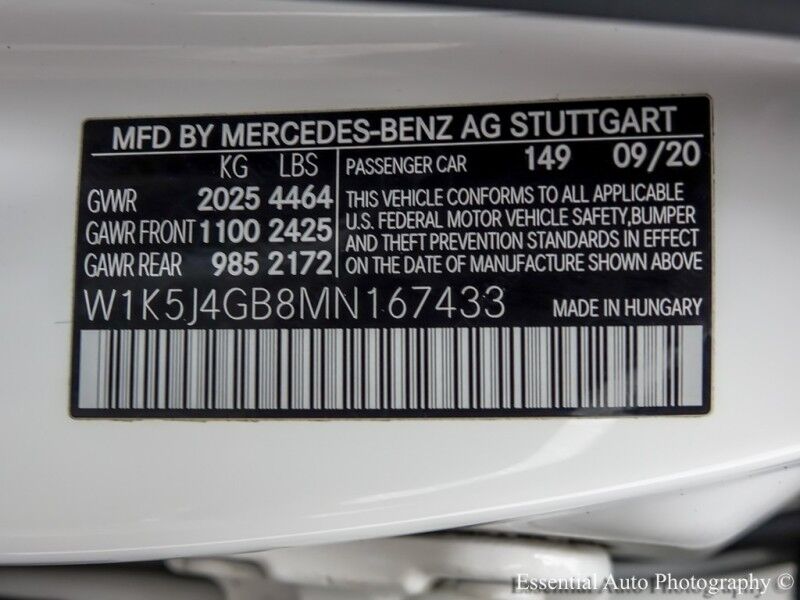 MFD BY MERCEDES-BENZ AG STUTTGART
KG LBS
GVWR 2025 4464
GAWR FRONT 1100 2425
GAWR REAR 985 2172
PASSENGER CAR 149 09/20
THIS VEHICLE CONFORMS TO ALL APPLICABLE
U.S. FEDERAL MOTOR VEHICLE SAFETY, BUMPER
AND THEFT PREVENTION STANDARDS IN EFFECT
ON THE DATE OF MANUFACTURE SHOWN ABOVE
W1K5J4GB8MN167433 MADE IN HUNGARY
Essential Auto Photography ©